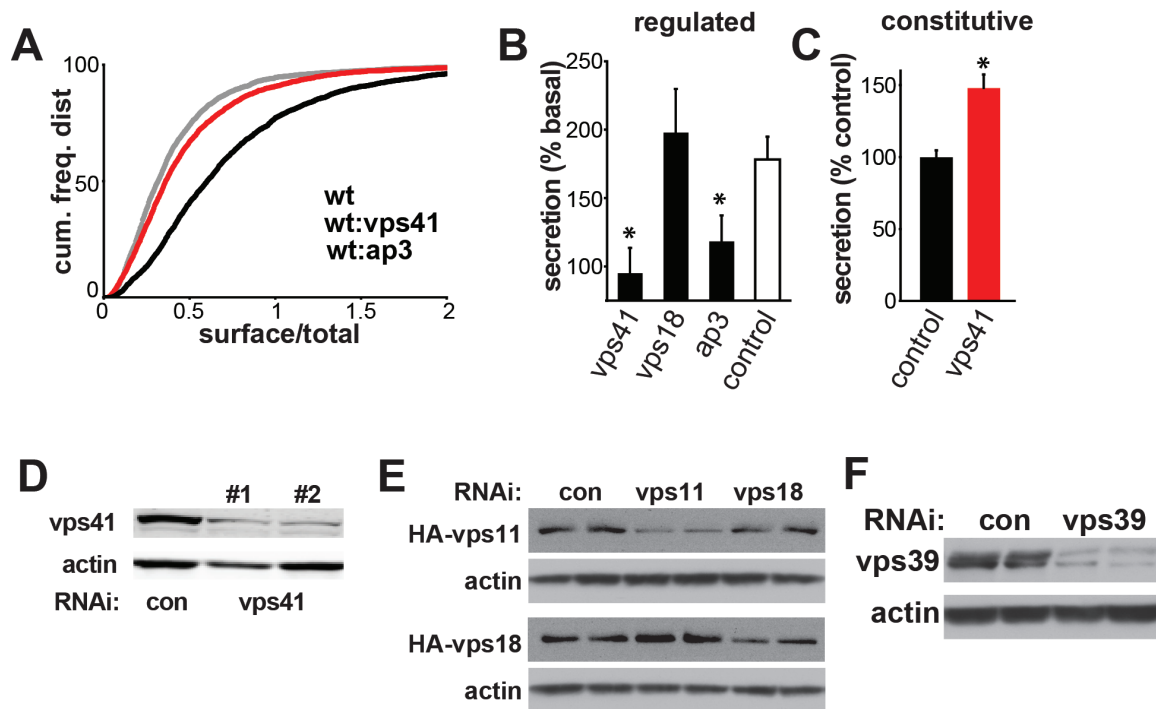 A
100
50
0
cum. freq. dist
wt
wt:vps41
wt:ap3
0 0.5 1 1.5 2
surface/total
B
regulated
250
200
150
100
secretion (% basal)
*
*
vps41 vps18 ap3 control
C
constitutive
150
100
50
0
secretion (% control)
*
control vps41
D
#1 #2
vps41
actin
RNAi: con vps41
E
RNAi: con vps11 vps18
HA-vps11
actin
HA-vps18
actin
F
RNAi: con vps39
vps39
actin